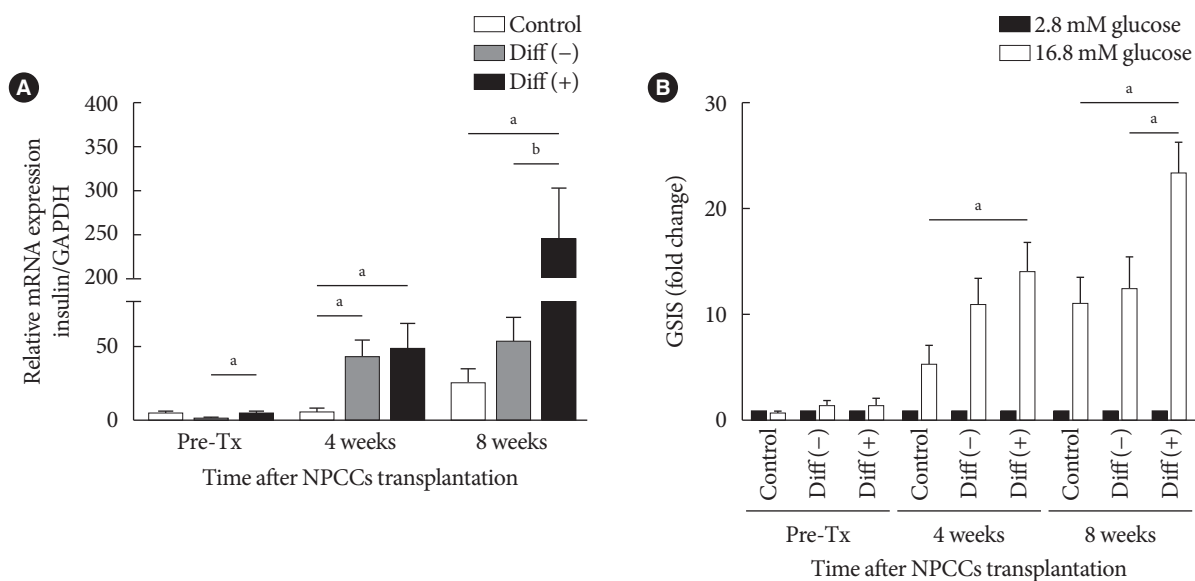 A
Control
Diff (−)
Diff (+)
Relative mRNA expression
insulin/GAPDH
400
350
300
250
200
50
0
a
a
a
a
b
Pre-Tx
4 weeks
8 weeks
Time after NPCCs transplantation
B
2.8 mM glucose
16.8 mM glucose
GSIS (fold change)
30
20
10
0
a
a
a
Control
Diff (−)
Diff (+)
Control
Diff (−)
Diff (+)
Control
Diff (−)
Diff (+)
Pre-Tx
4 weeks
8 weeks
Time after NPCCs transplantation